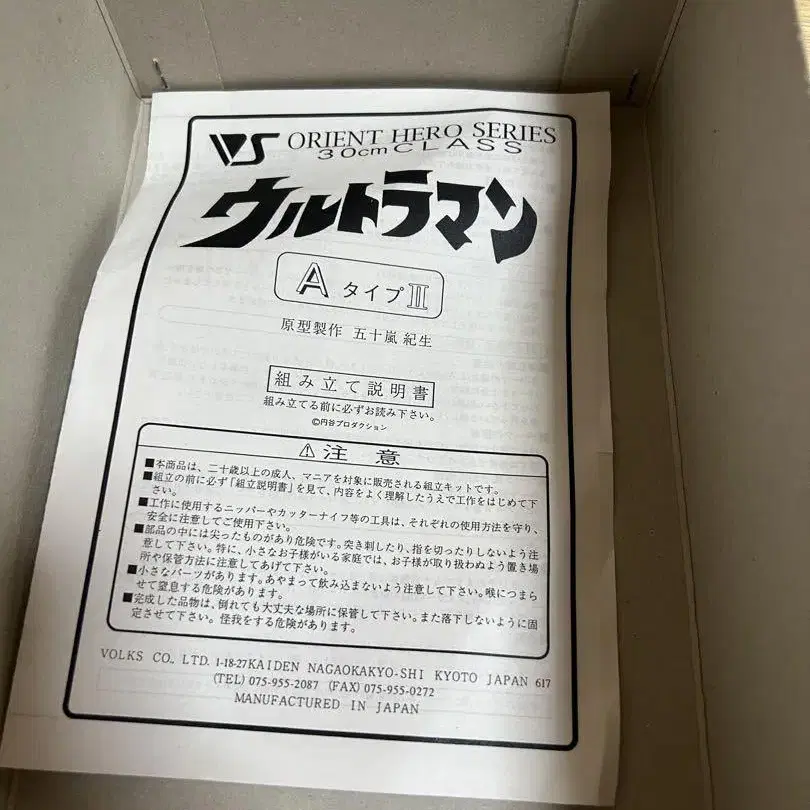 VS ORIENT HERO SERIES
30cm CLASS
ウルトラマン
A タイプ II
原型製作 五十嵐 紀生
組み立て説明書
組み立てる前に必ずお読み下さい。
©円谷プロダクション
⚠注 意
■本商品は、二十歳以上の成人、マニアを対象に販売される組立キットです。
■組立の前に必ず「組立説明書」を見て、内容をよく理解したうえで工作をはじめて下
さい。
■工作に使用するニッパーやカッターナイフ等の工具は、それぞれの使用方法を守り、
安全に注意してご使用下さい。
■部品の中には尖ったものがあり危険です。突き刺したり、指を切ったりしないよう注
意して下さい。特に、小さなお子様がいる家庭では、お子様が取り扱わぬよう置き場
所や保管方法に注意してあげて下さい。
■小さなパーツがあります。あやまって飲み込まないよう注意して下さい。喉につまら
せて窒息する危険があります。
■完成した品物は、倒れても大丈夫な場所に保管して下さい。また落下しないように固
定させて下さい。怪我をする危険があります。
VOLKS CO., LTD. 1-18-27 KAIDEN NAGAOKAKYO-SHI KYOTO JAPAN 617
(TEL) 075-955-2087 (FAX) 075-955-0272
MANUFACTURED IN JAPAN